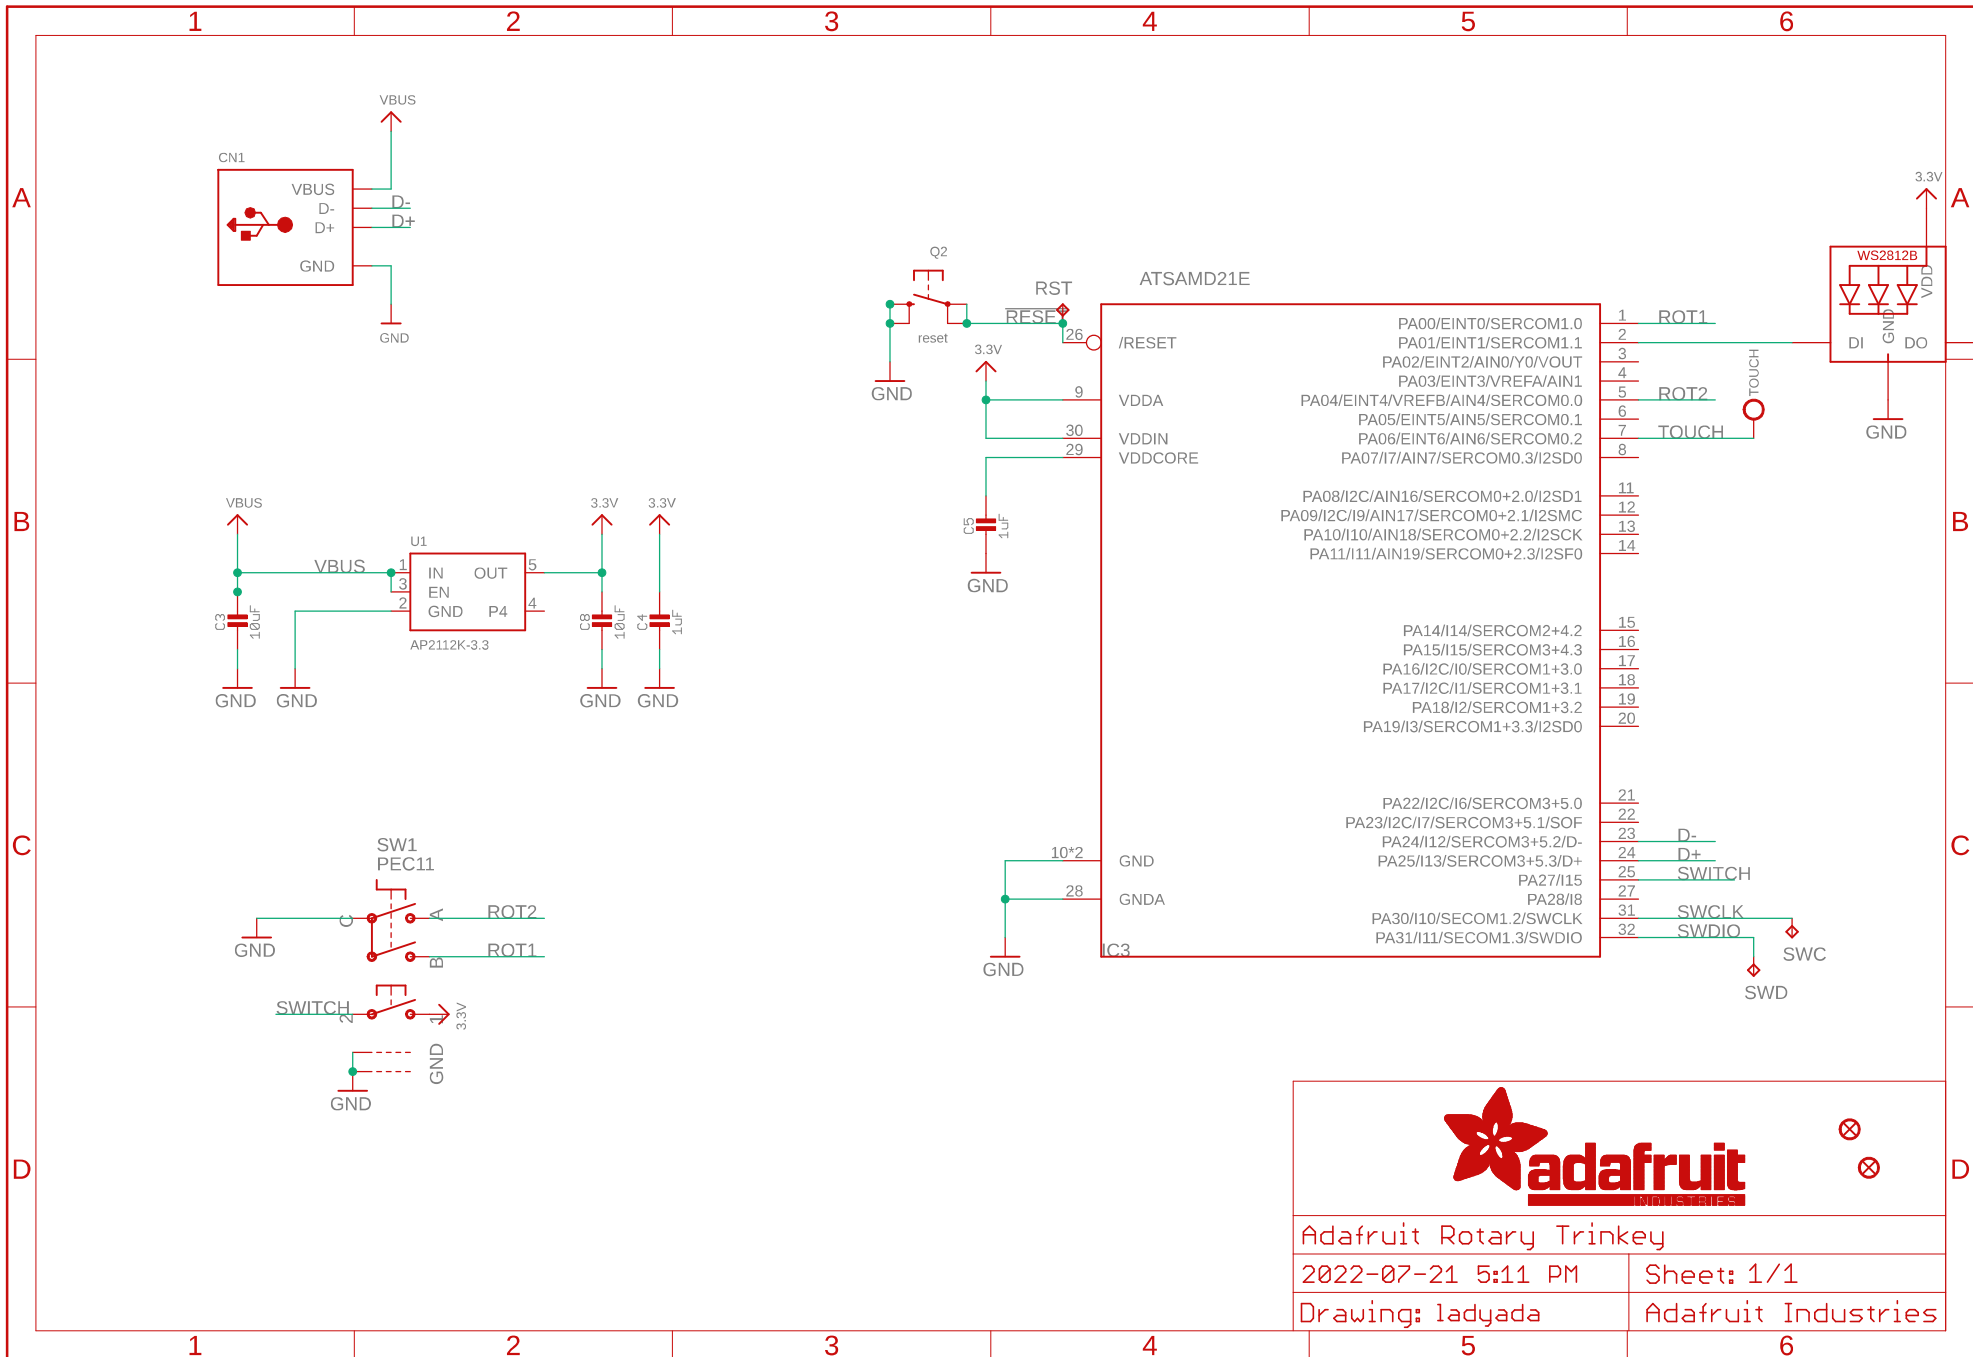 1 2 3 4 5 6
A
A
VBUS
CN1
VBUS
D-
D+
GND
D-
D+
GND
3.3V
WS2812B
VDD
GND
DI DO
GND
Q2
reset
GND
RST
RESE
3.3V
ATSAMD21E
26 /RESET
9 VDDA
30 VDDIN
29 VDDCORE
C5
1uF
GND
10*2 GND
28 GNDA
GND
IC3
PA00/EINT0/SERCOM1.0 1 ROT1
PA01/EINT1/SERCOM1.1 2
PA02/EINT2/AIN0/Y0/VOUT 3
PA03/EINT3/VREFA/AIN1 4
PA04/EINT4/VREFB/AIN4/SERCOM0.0 5 ROT2
PA05/EINT5/AIN5/SERCOM0.1 6
PA06/EINT6/AIN6/SERCOM0.2 7 TOUCH
PA07/I7/AIN7/SERCOM0.3/I2SD0 8
TOUCH
PA08/I2C/AIN16/SERCOM0+2.0/I2SD1 11
PA09/I2C/I9/AIN17/SERCOM0+2.1/I2SMC 12
PA10/I10/AIN18/SERCOM0+2.2/I2SCK 13
PA11/I11/AIN19/SERCOM0+2.3/I2SF0 14
PA14/I14/SERCOM2+4.2 15
PA15/I15/SERCOM3+4.3 16
PA16/I2C/I0/SERCOM1+3.0 17
PA17/I2C/I1/SERCOM1+3.1 18
PA18/I2/SERCOM1+3.2 19
PA19/I3/SERCOM1+3.3/I2SD0 20
PA22/I2C/I6/SERCOM3+5.0 21
PA23/I2C/I7/SERCOM3+5.1/SOF 22
PA24/I12/SERCOM3+5.2/D- 23 D-
PA25/I13/SERCOM3+5.3/D+ 24 D+
PA27/I15 25 SWITCH
PA28/I8 27
PA30/I10/SECOM1.2/SWCLK 31 SWCLK
PA31/I11/SECOM1.3/SWDIO 32 SWDIO
SWC
SWD
B
B
VBUS
VBUS
C3
10uF
GND
GND
U1
1 IN OUT 5
3 EN
2 GND P4 4
AP2112K-3.3
3.3V
3.3V
C8
10uF
C4
1uF
GND
GND
C
C
SW1
PEC11
C
A
B
ROT2
ROT1
GND
SWITCH
2
1
3.3V
GND
GND
D
D
adafruit
INDUSTRIES
Adafruit Rotary Trinkey
2022-07-21 5:11 PM
Sheet: 1/1
Drawing: ladyada
Adafruit Industries
1 2 3 4 5 6